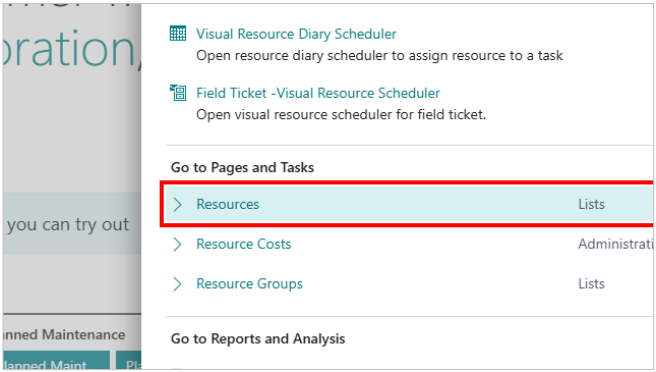 Visual Resource Diary Scheduler
Open resource diary scheduler to assign resource to a task
Field Ticket -Visual Resource Scheduler
Open visual resource scheduler for field ticket.
Go to Pages and Tasks
Resources Lists
Resource Costs
Resource Groups Lists
you can try out
Maintenance
Go to Reports and Analysis